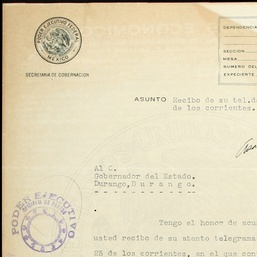 PODER EJECUTIVO FEDERAL
MEXICO
SECRETARIA DE GOBERNACION
DEPENDENCIA
SECCION
MESA
NUMERO DEL
EXPEDIENTE
ASUNTO Recibo de su tel.d
de los corrientes.
Al C.
Gobernador del Estado.
Durango, D u r a n g o.
- - - - - - - - - - -
PODER EJECUTIVO
Tengo el honor de acu
usted recibo de su atento telegrama
25 de los corrientes, en el que con